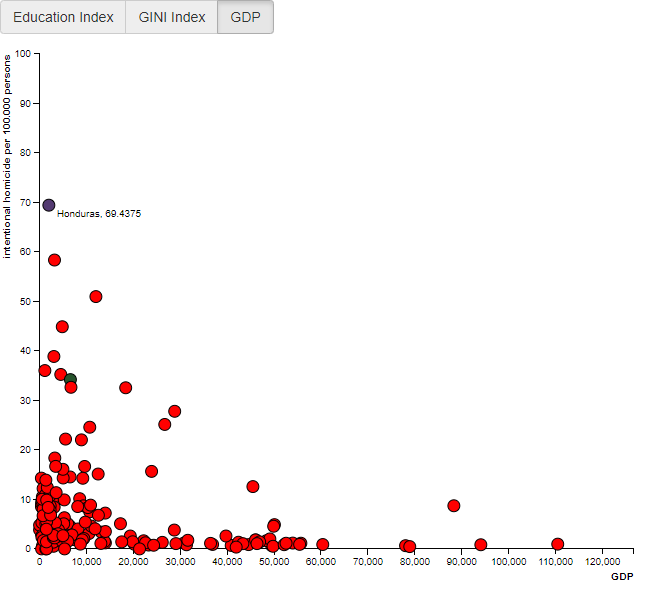 Education Index GINI Index GDP
intentional homicide per 100.000 persons
100
90
80
70
60
50
40
30
20
10
0
Honduras, 69.4375
0 10,000 20,000 30,000 40,000 50,000 60,000 70,000 80,000 90,000 100,000 110,000 120,000
GDP